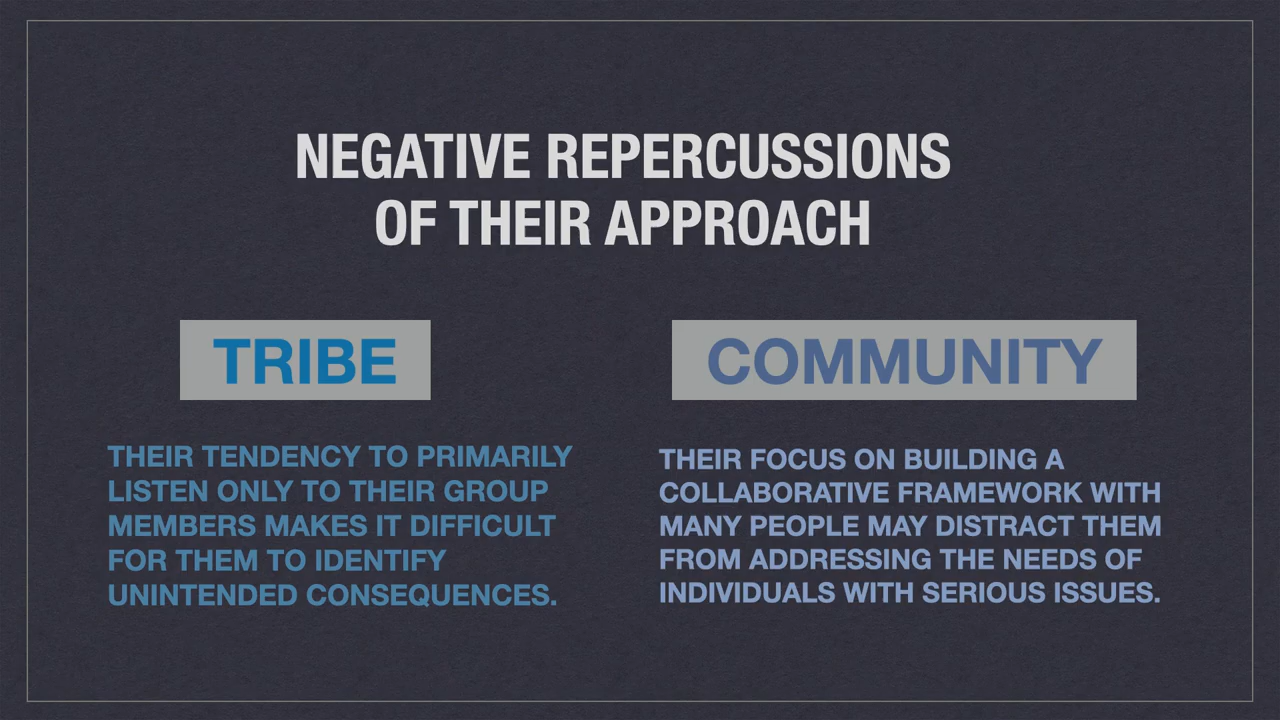 NEGATIVE REPERCUSSIONS
OF THEIR APPROACH
TRIBE
THEIR TENDENCY TO PRIMARILY
LISTEN ONLY TO THEIR GROUP
MEMBERS MAKES IT DIFFICULT
FOR THEM TO IDENTIFY
UNINTENDED CONSEQUENCES.
COMMUNITY
THEIR FOCUS ON BUILDING A
COLLABORATIVE FRAMEWORK WITH
MANY PEOPLE MAY DISTRACT THEM
FROM ADDRESSING THE NEEDS OF
INDIVIDUALS WITH SERIOUS ISSUES.